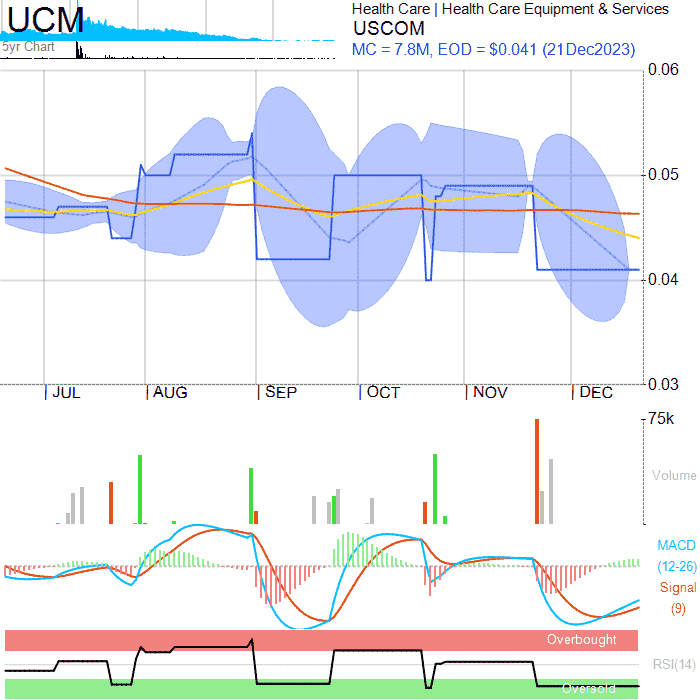 UCM
5yr Chart
Health Care | Health Care Equipment & Services
USCOM
MC = 7.8M, EOD = $0.041 (21Dec2023)
0.06
0.05
0.04
0.03
JUL AUG SEP OCT NOV DEC
75k
Volume
MACD
(12-26)
Signal
(9)
Overbought
RSI(14)
Oversold